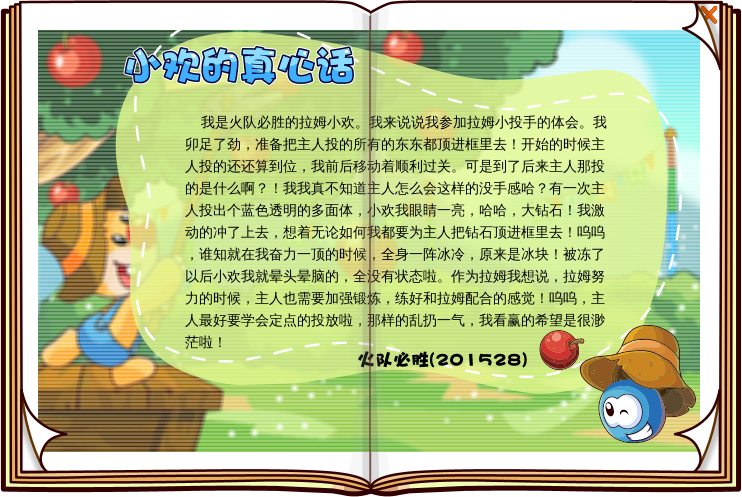 小欢的真心话
我是火队必胜的拉姆小欢。我来说说我参加拉姆小投手的体会。我
卯足了劲，准备把主人投的所有的东东都顶进框里去！开始的时候主
人投的还还算到位，我前后移动着顺利过关。可是到了后来主人那投
的是什么啊？！我我真不知道主人怎么会这样的没手感哈？有一次主
人投出个蓝色透明的多面体，小欢我眼睛一亮，哈哈，大钻石！我激
动的冲了上去，想着无论如何我都要为主人把钻石顶进框里去！呜呜
，谁知就在我奋力一顶的时候，全身一阵冰冷，原来是冰块！被冻了
以后小欢我就晕头晕脑的，全没有状态啦。作为拉姆我想说，拉姆努
力的时候，主人也需要加强锻炼，练好和拉姆配合的感觉！呜呜，主
人最好要学会定点的投放啦，那样的乱扔一气，我看赢的希望是很渺
茫啦！
火队必胜(201528)